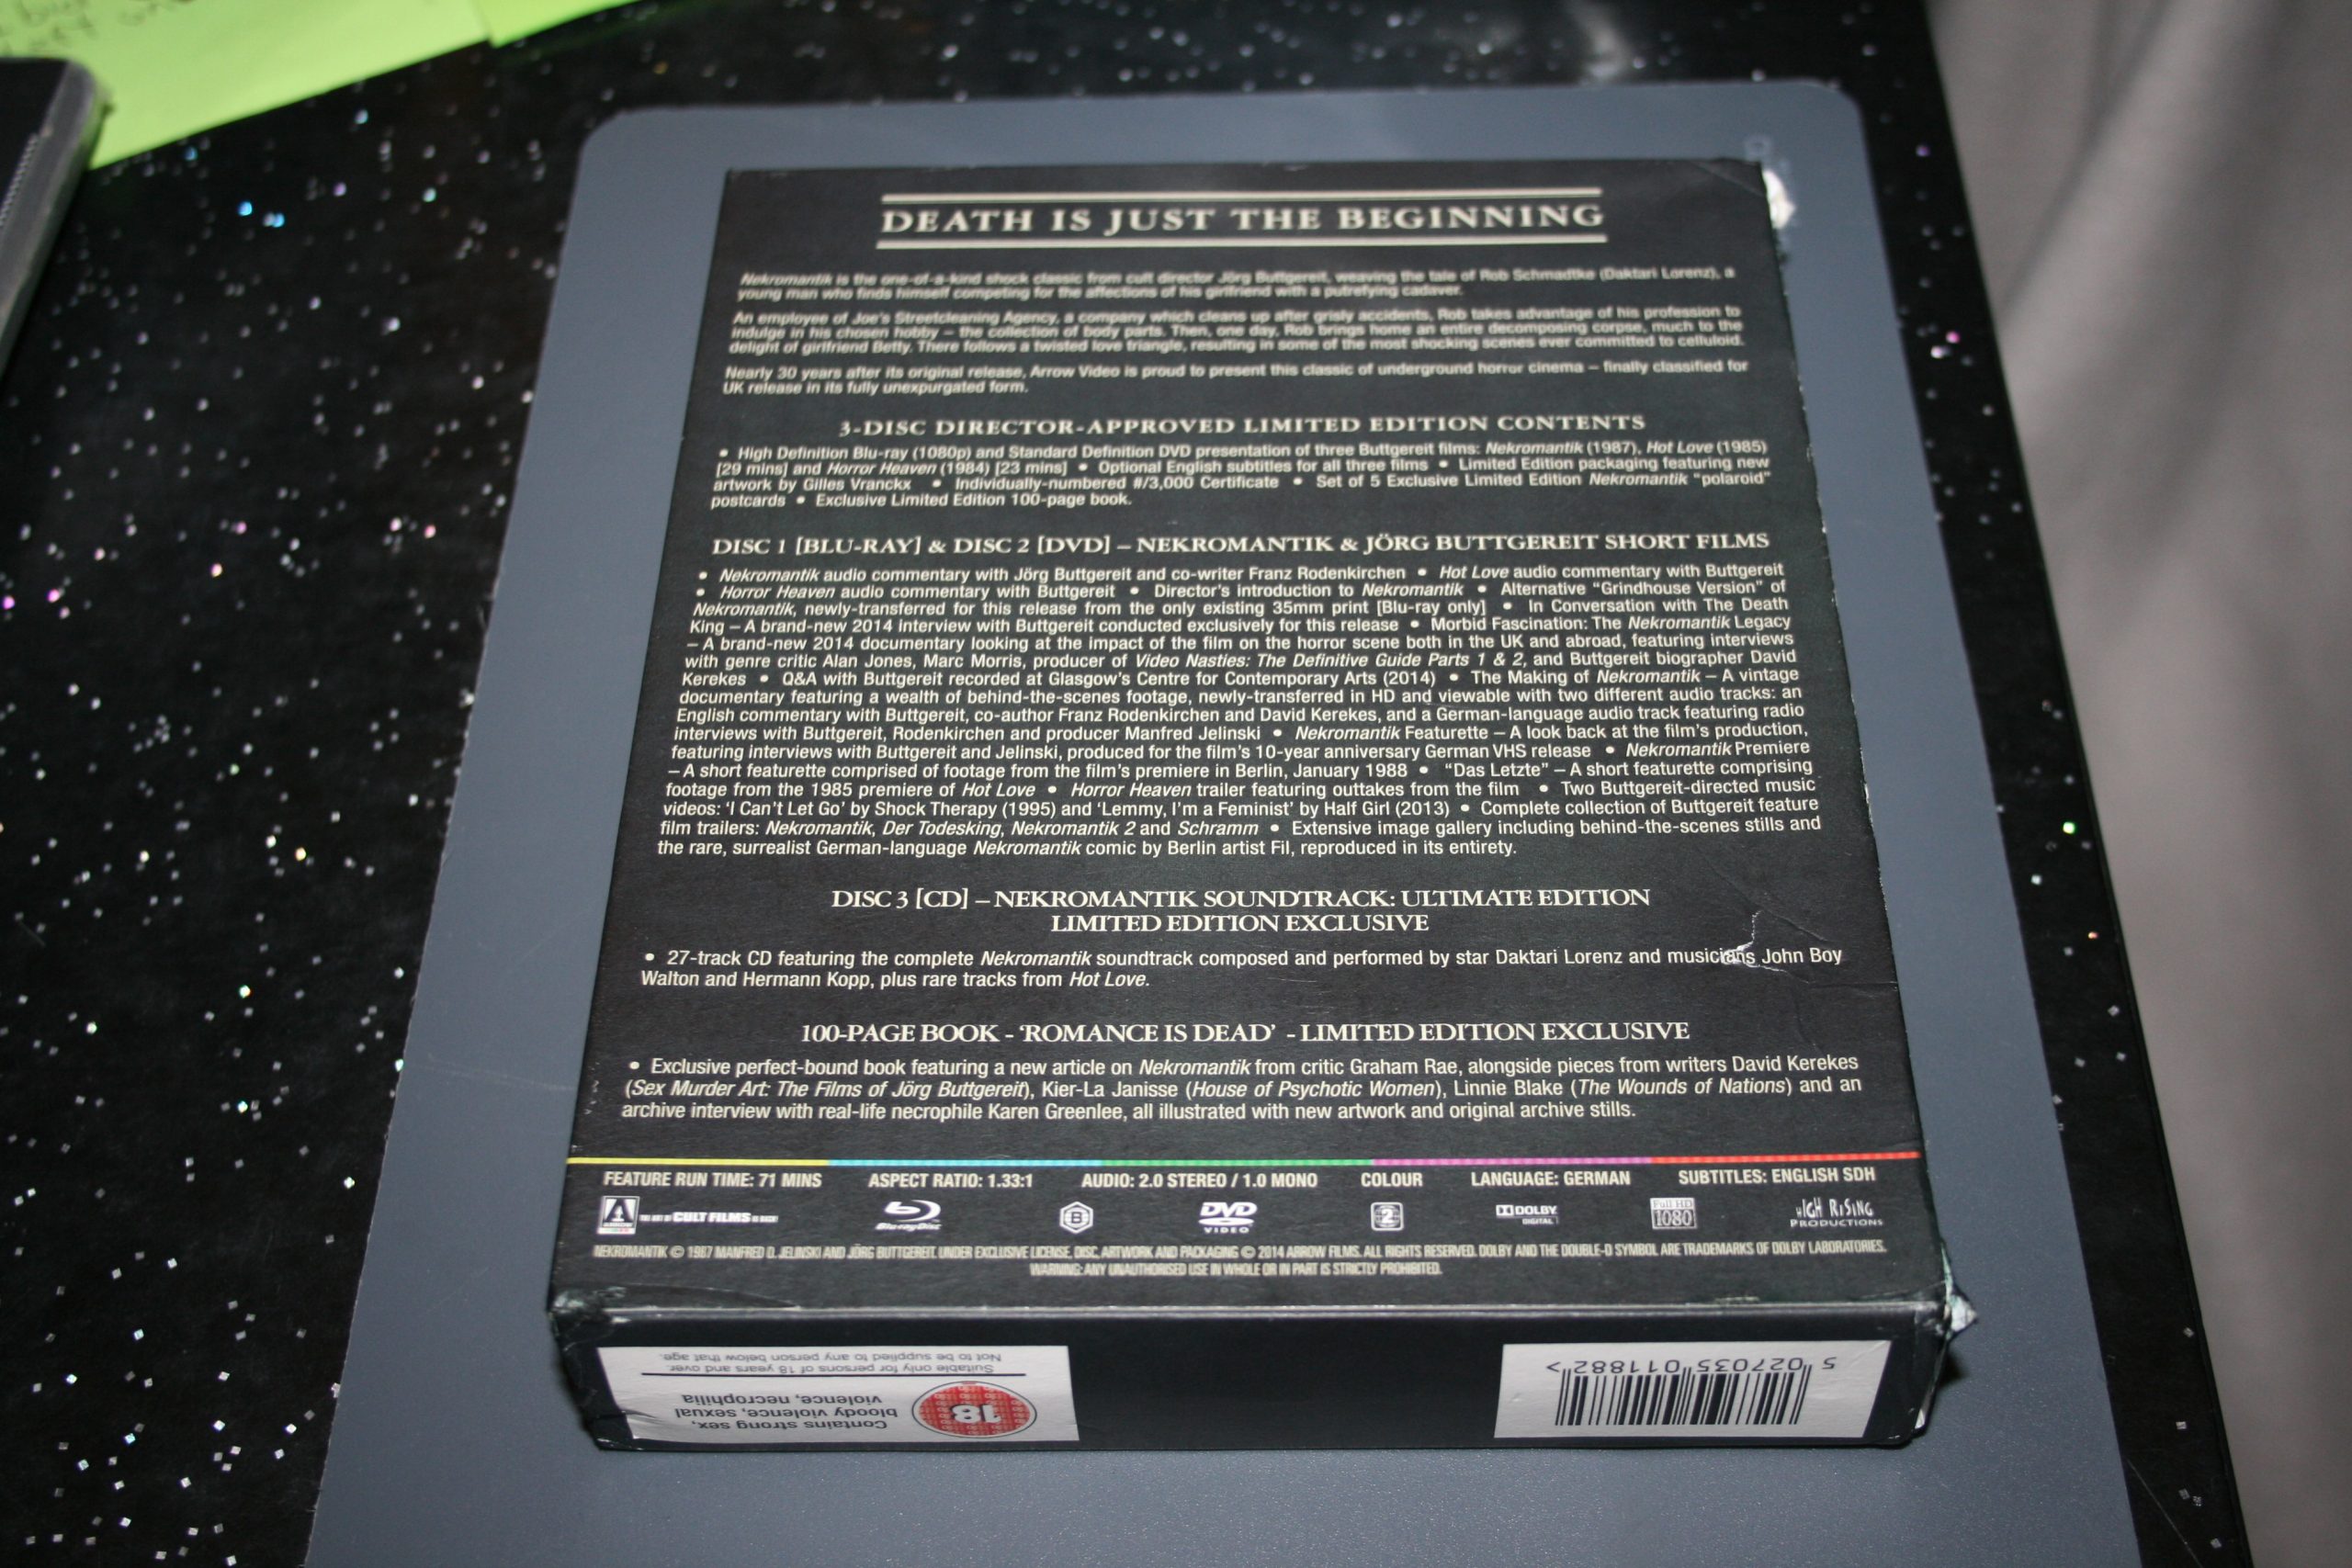 but
DEATH IS JUST THE BEGINNING
Nekromantik is the one-of-a-kind shock classic from cult director Jörg Buttgereit, weaving the tale of Rob Schmadtke (Daktari Lorenz), a
young man who finds himself competing for the affections of his girlfriend with a putrefying cadaver.
An employee of Joe's Streetcleaning Agency, a company which cleans up after grisly accidents, Rob takes advantage of his profession to
indulge in his chosen hobby – the collection of body parts. Then, one day, Rob brings home an entire decomposing corpse, much to the
delight of girlfriend Betty. There follows a twisted love triangle, resulting in some of the most shocking scenes ever committed to celluloid.
Nearly 30 years after its original release, Arrow Video is proud to present this classic of underground horror cinema – finally classified for
UK release in its fully unexpurgated form.
3-DISC DIRECTOR-APPROVED LIMITED EDITION CONTENTS
• High Definition Blu-ray (1080p) and Standard Definition DVD presentation of three Buttgereit films: Nekromantik (1987), Hot Love (1985)
[29 mins] and Horror Heaven (1984) [23 mins] • Optional English subtitles for all three films • Limited Edition packaging featuring new
artwork by Gilles Vranckx • Individually-numbered #/3,000 Certificate • Set of 5 Exclusive Limited Edition Nekromantik "polaroid"
postcards • Exclusive Limited Edition 100-page book.
DISC 1 [BLU-RAY] & DISC 2 [DVD] – NEKROMANTIK & JÖRG BUTTGEREIT SHORT FILMS
• Nekromantik audio commentary with Jörg Buttgereit and co-writer Franz Rodenkirchen • Hot Love audio commentary with Buttgereit
• Horror Heaven audio commentary with Buttgereit • Director's introduction to Nekromantik • Alternative "Grindhouse Version" of
Nekromantik, newly-transferred for this release from the only existing 35mm print [Blu-ray only] • In Conversation with The Death
King – A brand-new 2014 interview with Buttgereit conducted exclusively for this release • Morbid Fascination: The Nekromantik Legacy
– A brand-new 2014 documentary looking at the impact of the film on the horror scene both in the UK and abroad, featuring interviews
with genre critic Alan Jones, Marc Morris, producer of Video Nasties: The Definitive Guide Parts 1 & 2, and Buttgereit biographer David
Kerekes • Q&A with Buttgereit recorded at Glasgow's Centre for Contemporary Arts (2014) • The Making of Nekromantik – A vintage
documentary featuring a wealth of behind-the-scenes footage, newly-transferred in HD and viewable with two different audio tracks: an
English commentary with Buttgereit, co-author Franz Rodenkirchen and David Kerekes, and a German-language audio track featuring radio
interviews with Buttgereit, Rodenkirchen and producer Manfred Jelinski • Nekromantik Featurette – A look back at the film's production,
featuring interviews with Buttgereit and Jelinski, produced for the film's 10-year anniversary German VHS release • Nekromantik Premiere
– A short featurette comprised of footage from the film's premiere in Berlin, January 1988 • "Das Letzte" – A short featurette comprising
footage from the 1985 premiere of Hot Love • Horror Heaven trailer featuring outtakes from the film • Two Buttgereit-directed music
videos: 'I Can't Let Go' by Shock Therapy (1995) and 'Lemmy, I'm a Feminist' by Half Girl (2013) • Complete collection of Buttgereit feature
film trailers: Nekromantik, Der Todesking, Nekromantik 2 and Schramm • Extensive image gallery including behind-the-scenes stills and
the rare, surrealist German-language Nekromantik comic by Berlin artist Fil, reproduced in its entirety.
DISC 3 [CD] – NEKROMANTIK SOUNDTRACK: ULTIMATE EDITION
LIMITED EDITION EXCLUSIVE
• 27-track CD featuring the complete Nekromantik soundtrack composed and performed by star Daktari Lorenz and musicians John Boy
Walton and Hermann Kopp, plus rare tracks from Hot Love.
100-PAGE BOOK - 'ROMANCE IS DEAD' - LIMITED EDITION EXCLUSIVE
• Exclusive perfect-bound book featuring a new article on Nekromantik from critic Graham Rae, alongside pieces from writers David Kerekes
(Sex Murder Art: The Films of Jörg Buttgereit), Kier-La Janisse (House of Psychotic Women), Linnie Blake (The Wounds of Nations) and an
archive interview with real-life necrophile Karen Greenlee, all illustrated with new artwork and original archive stills.
FEATURE RUN TIME: 71 MINS ASPECT RATIO: 1.33:1 AUDIO: 2.0 STEREO / 1.0 MONO COLOUR LANGUAGE: GERMAN SUBTITLES: ENGLISH SDH
A ARROW CULT FILMS Blu-ray Disc B DVD VIDEO 2 DOLBY DIGITAL Full HD 1080 HIGH RISING PRODUCTIONS
NEKROMANTIK © 1987 MANFRED O. JELINSKI AND JÖRG BUTTGEREIT. UNDER EXCLUSIVE LICENSE, DISC, ARTWORK AND PACKAGING © 2014 ARROW FILMS. ALL RIGHTS RESERVED. DOLBY AND THE DOUBLE-D SYMBOL ARE TRADEMARKS OF DOLBY LABORATORIES.
WARNING: ANY UNAUTHORISED USE IN WHOLE OR IN PART IS STRICTLY PROHIBITED.
18
Contains strong sex,
bloody violence, sexual
violence, necrophilia
Suitable only for persons of 18 years and over.
Not to be supplied to any person below that age.
5 027035 011882 >